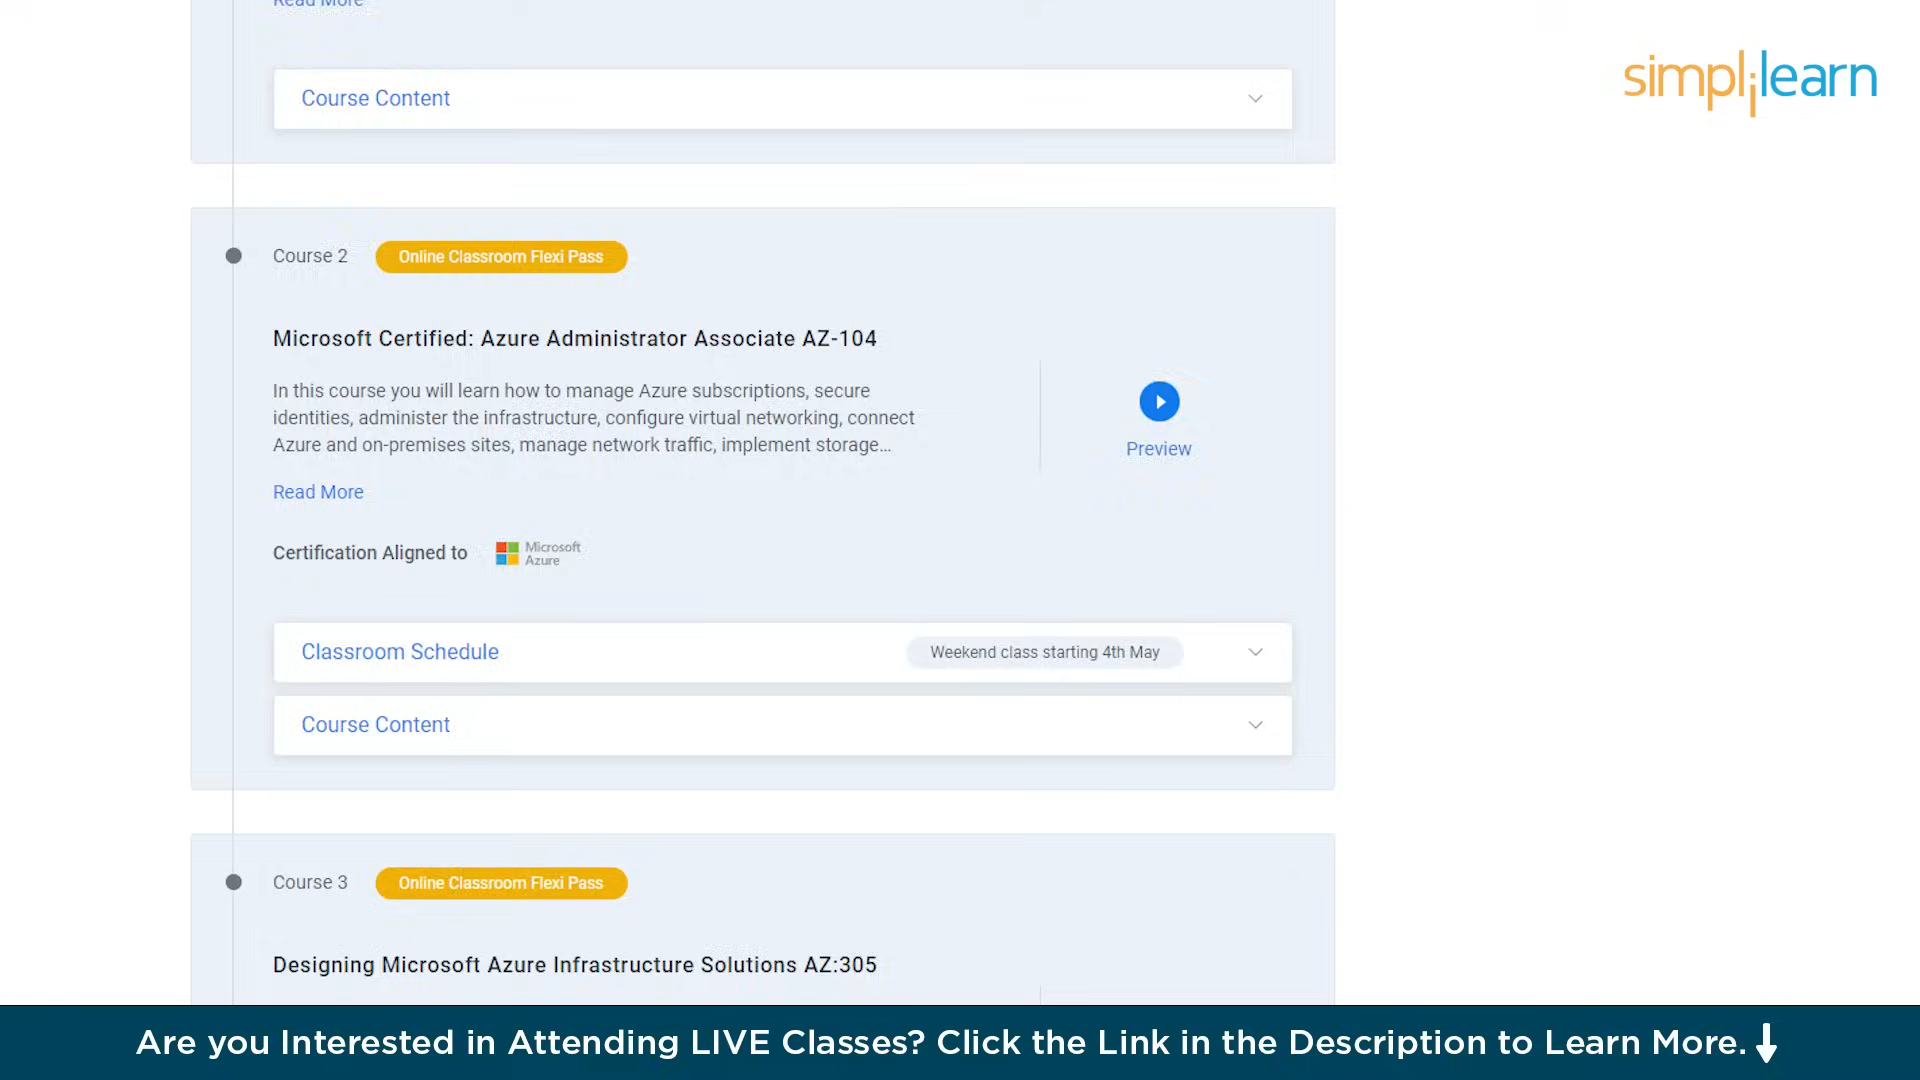 Read More
simplilearn
Course Content
Course 2
Online Classroom Flexi Pass
Microsoft Certified: Azure Administrator Associate AZ-104
In this course you will learn how to manage Azure subscriptions, secure
identities, administer the infrastructure, configure virtual networking, connect
Azure and on-premises sites, manage network traffic, implement storage...
Preview
Read More
Certification Aligned to
Microsoft
Azure
Classroom Schedule
Weekend class starting 4th May
Course Content
Course 3
Online Classroom Flexi Pass
Designing Microsoft Azure Infrastructure Solutions AZ:305
Are you Interested in Attending LIVE Classes? Click the Link in the Description to Learn More.